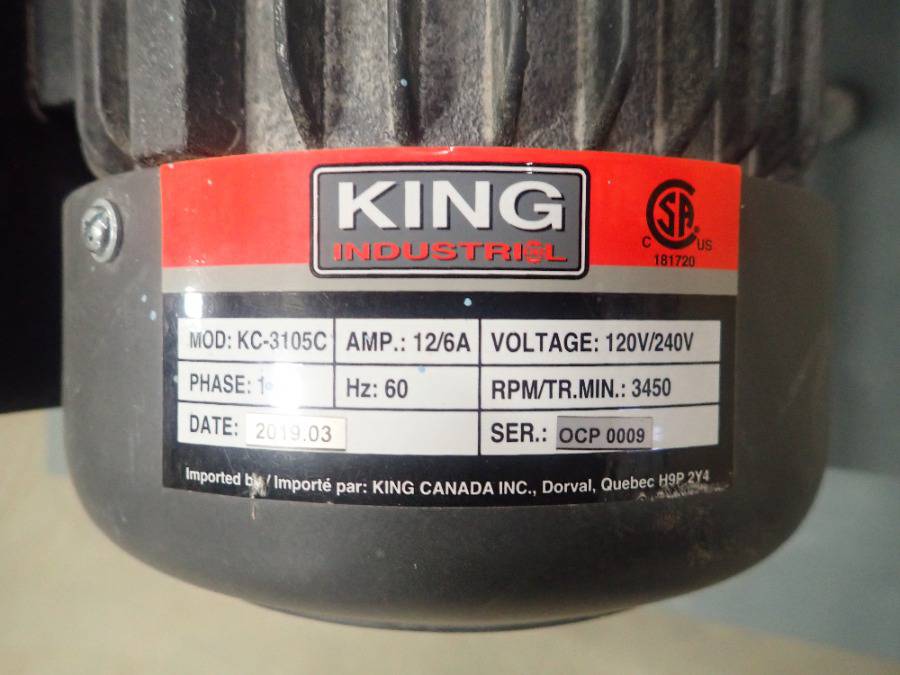 KING
INDUSTRIAL
CSA
C US
181720
MOD: KC-3105C AMP.: 12/6A VOLTAGE: 120V/240V
PHASE: 1 Hz: 60 RPM/TR.MIN.: 3450
DATE: 2019.03 SER.: OCP 0009
Imported by / Importé par: KING CANADA INC., Dorval, Quebec H9P 2Y4